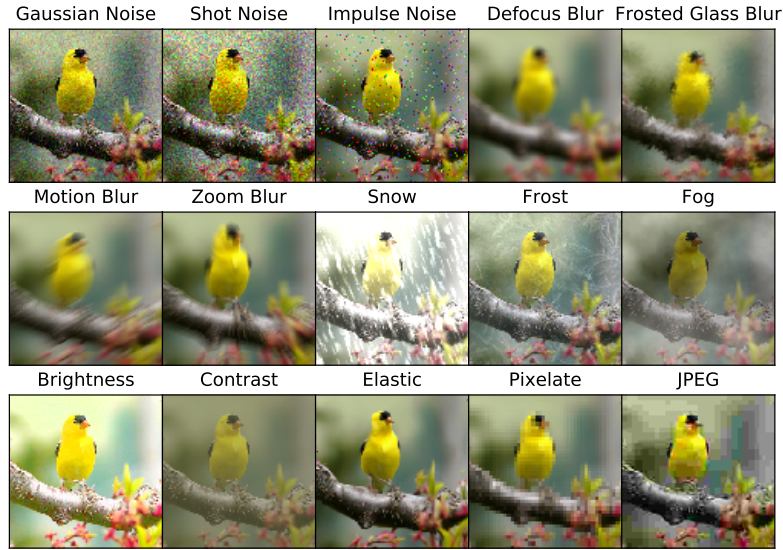 Gaussian Noise Shot Noise Impulse Noise Defocus Blur Frosted Glass Blur
Motion Blur Zoom Blur Snow Frost Fog
Brightness Contrast Elastic Pixelate JPEG